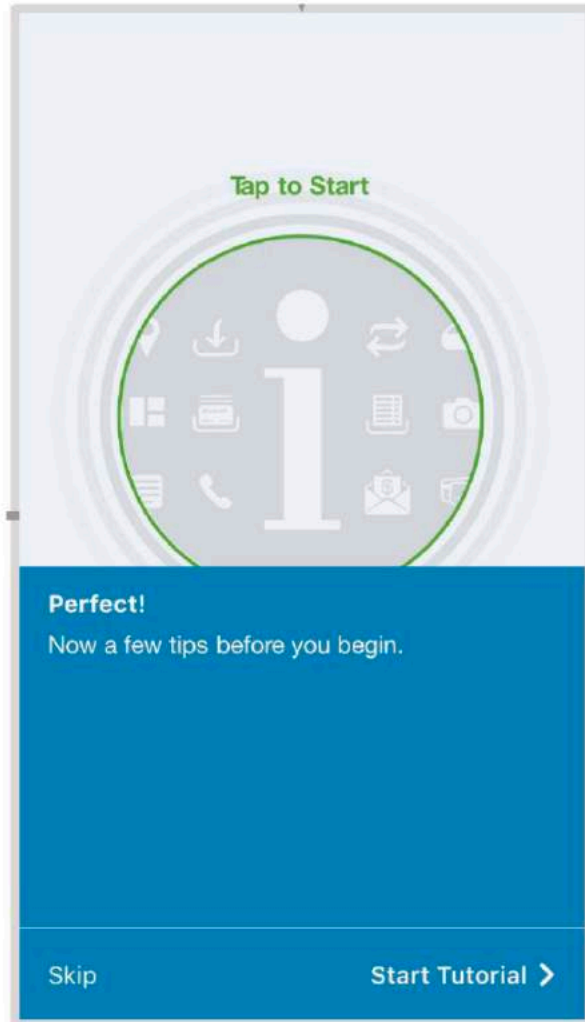 Tap to Start
Perfect!
Now a few tips before you begin.
Skip
Start Tutorial